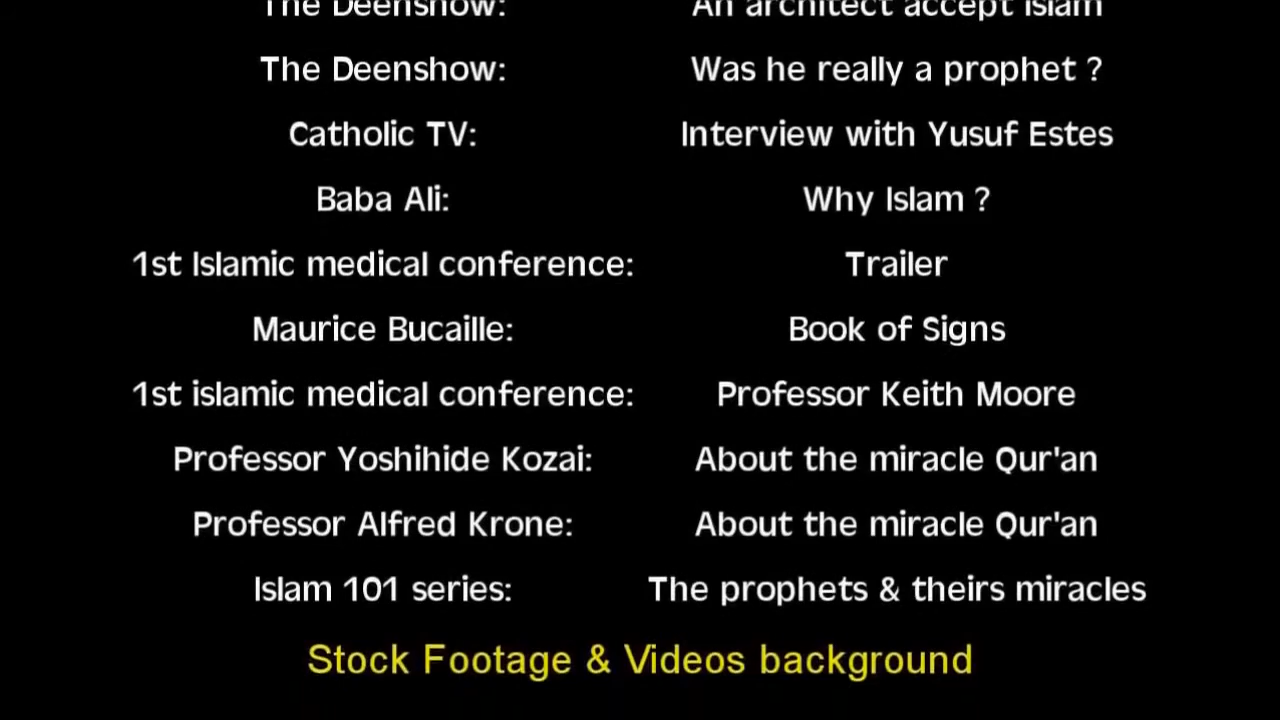 The Deenshow: An architect accept Islam
The Deenshow: Was he really a prophet ?
Catholic TV: Interview with Yusuf Estes
Baba Ali: Why Islam ?
1st Islamic medical conference: Trailer
Maurice Bucaille: Book of Signs
1st islamic medical conference: Professor Keith Moore
Professor Yoshihide Kozai: About the miracle Qur'an
Professor Alfred Krone: About the miracle Qur'an
Islam 101 series: The prophets & theirs miracles
Stock Footage & Videos background